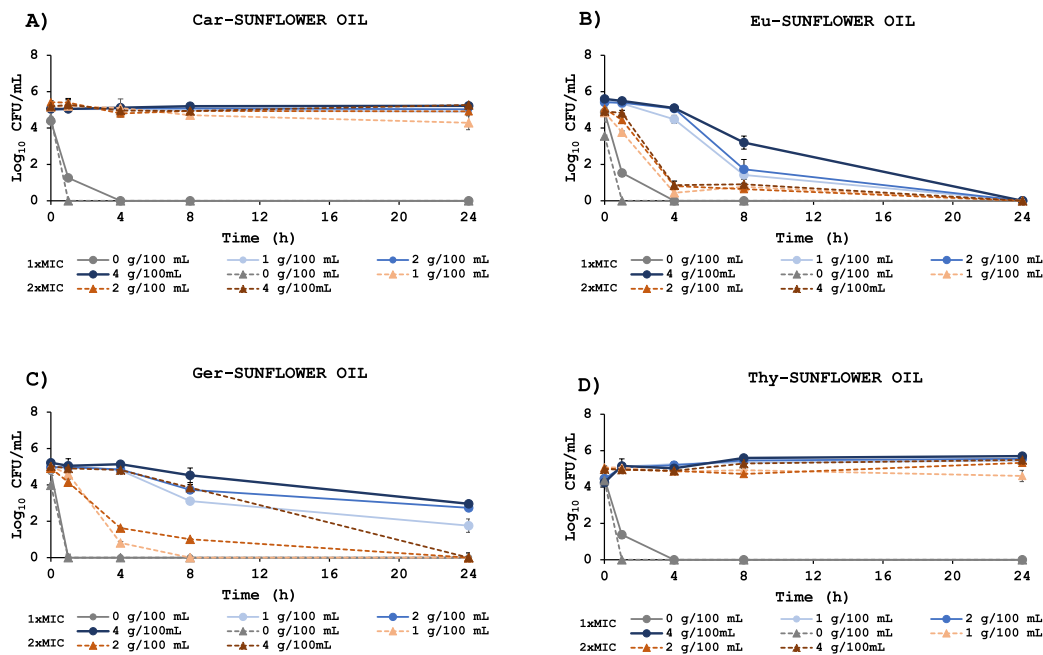 A)
Car-SUNFLOWER OIL
Log10 CFU/mL
8
6
4
2
0
0 4 8 12 16 20 24
Time (h)
1xMIC 0 g/100 mL 1 g/100 mL 2 g/100 mL
4 g/100mL 0 g/100 mL 1 g/100 mL
2xMIC 2 g/100 mL 4 g/100mL
B)
Eu-SUNFLOWER OIL
Log10 CFU/mL
8
6
4
2
0
0 4 8 12 16 20 24
Time (h)
1xMIC 0 g/100 mL 1 g/100 mL 2 g/100 mL
4 g/100mL 0 g/100 mL 1 g/100 mL
2xMIC 2 g/100 mL 4 g/100mL
C)
Ger-SUNFLOWER OIL
Log10 CFU/mL
8
6
4
2
0
0 4 8 12 16 20 24
Time (h)
1xMIC 0 g/100 mL 1 g/100 mL 2 g/100 mL
4 g/100mL 0 g/100 mL 1 g/100 mL
2xMIC 2 g/100 mL 4 g/100mL
D)
Thy-SUNFLOWER OIL
Log10 CFU/mL
8
6
4
2
0
0 4 8 12 16 20 24
Time (h)
1xMIC 0 g/100 mL 1 g/100 mL 2 g/100 mL
4 g/100mL 0 g/100 mL 1 g/100 mL
2xMIC 2 g/100 mL 4 g/100mL